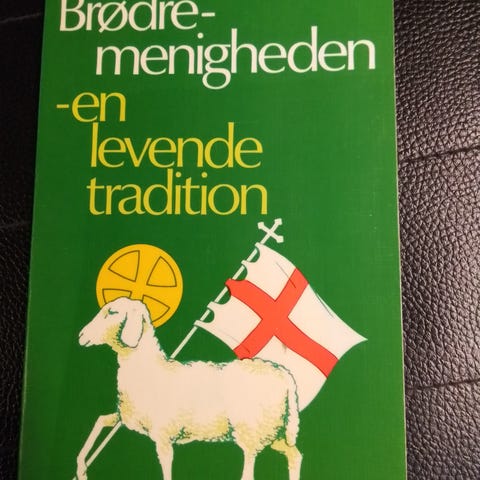 Brødre-
menigheden
-en
levende
tradition